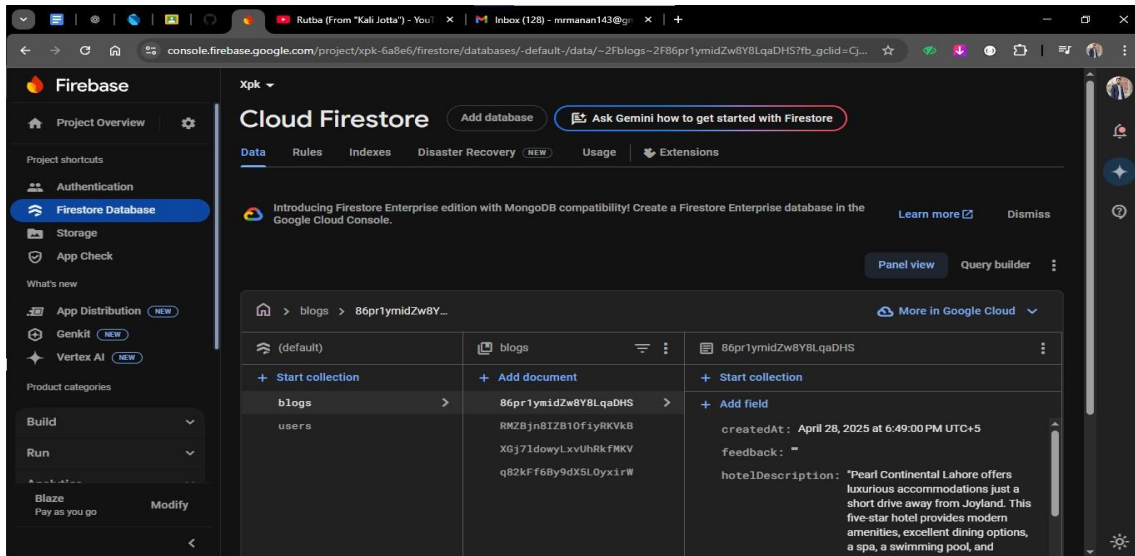 Rutba (From "Kali Jotta") - YouT
Inbox (128) - mrmanan143@gm
console.firebase.google.com/project/xpk-6a8e6/firestore/databases/-default-/data/~2Fblogs~2F86pr1ymidZw8Y8LqaDHS?fb_gclid=Cj...
Firebase
Xpk
Project Overview
Cloud Firestore
Add database
Ask Gemini how to get started with Firestore
Data Rules Indexes Disaster Recovery NEW Usage Extensions
Project shortcuts
Authentication
Firestore Database
Storage
App Check
What's new
App Distribution NEW
Genkit NEW
Vertex AI NEW
Product categories
Build
Run
Analytics
Blaze
Pay as you go
Modify
Introducing Firestore Enterprise edition with MongoDB compatibility! Create a Firestore Enterprise database in the
Google Cloud Console.
Learn more
Dismiss
Panel view Query builder
blogs > 86pr1ymidZw8Y...
More in Google Cloud
(default)
+ Start collection
blogs >
users
blogs
+ Add document
86pr1ymidZw8Y8LqaDHS >
RMZBjn8IZB1OfiyRKVkB
XGj7ldowyLxvUhRkfMKV
q82kFf6By9dX5LOyxirW
86pr1ymidZw8Y8LqaDHS
+ Start collection
+ Add field
createdAt: April 28, 2025 at 6:49:00 PM UTC+5
feedback: ""
hotelDescription: "Pearl Continental Lahore offers
luxurious accommodations just a
short drive away from Joyland. This
five-star hotel provides modern
amenities, excellent dining options,
a spa, a swimming pool, and